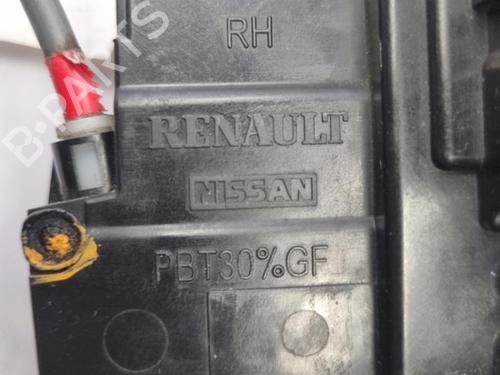 RH
RENAULT
NISSAN
PBT30%GF
B-PARTS